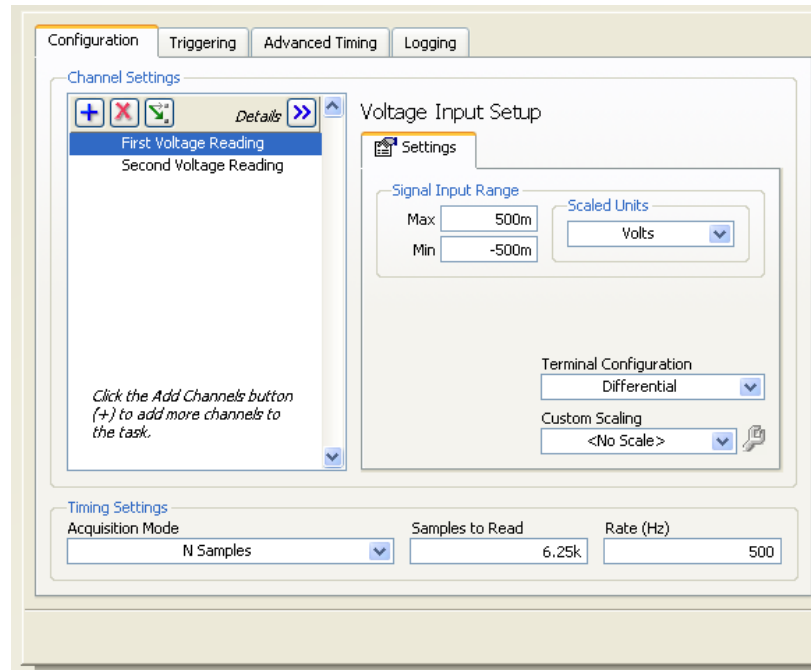 Configuration Triggering Advanced Timing Logging
Channel Settings
Details
First Voltage Reading
Second Voltage Reading
Click the Add Channels button
(+) to add more channels to
the task.
Voltage Input Setup
Settings
Signal Input Range
Max 500m
Min -500m
Scaled Units
Volts
Terminal Configuration
Differential
Custom Scaling
<No Scale>
Timing Settings
Acquisition Mode Samples to Read Rate (Hz)
N Samples 6.25k 500